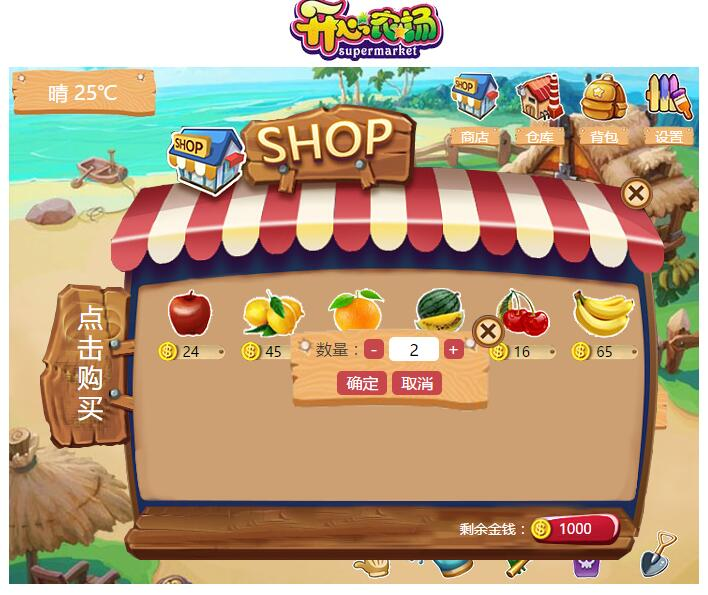 开心农场
supermarket
晴 25℃
SHOP
商店
仓库
背包
设置
SHOP
SHOP
点击购买
24
45
16
65
数量：
-
2
+
确定
取消
剩余金钱：
1000